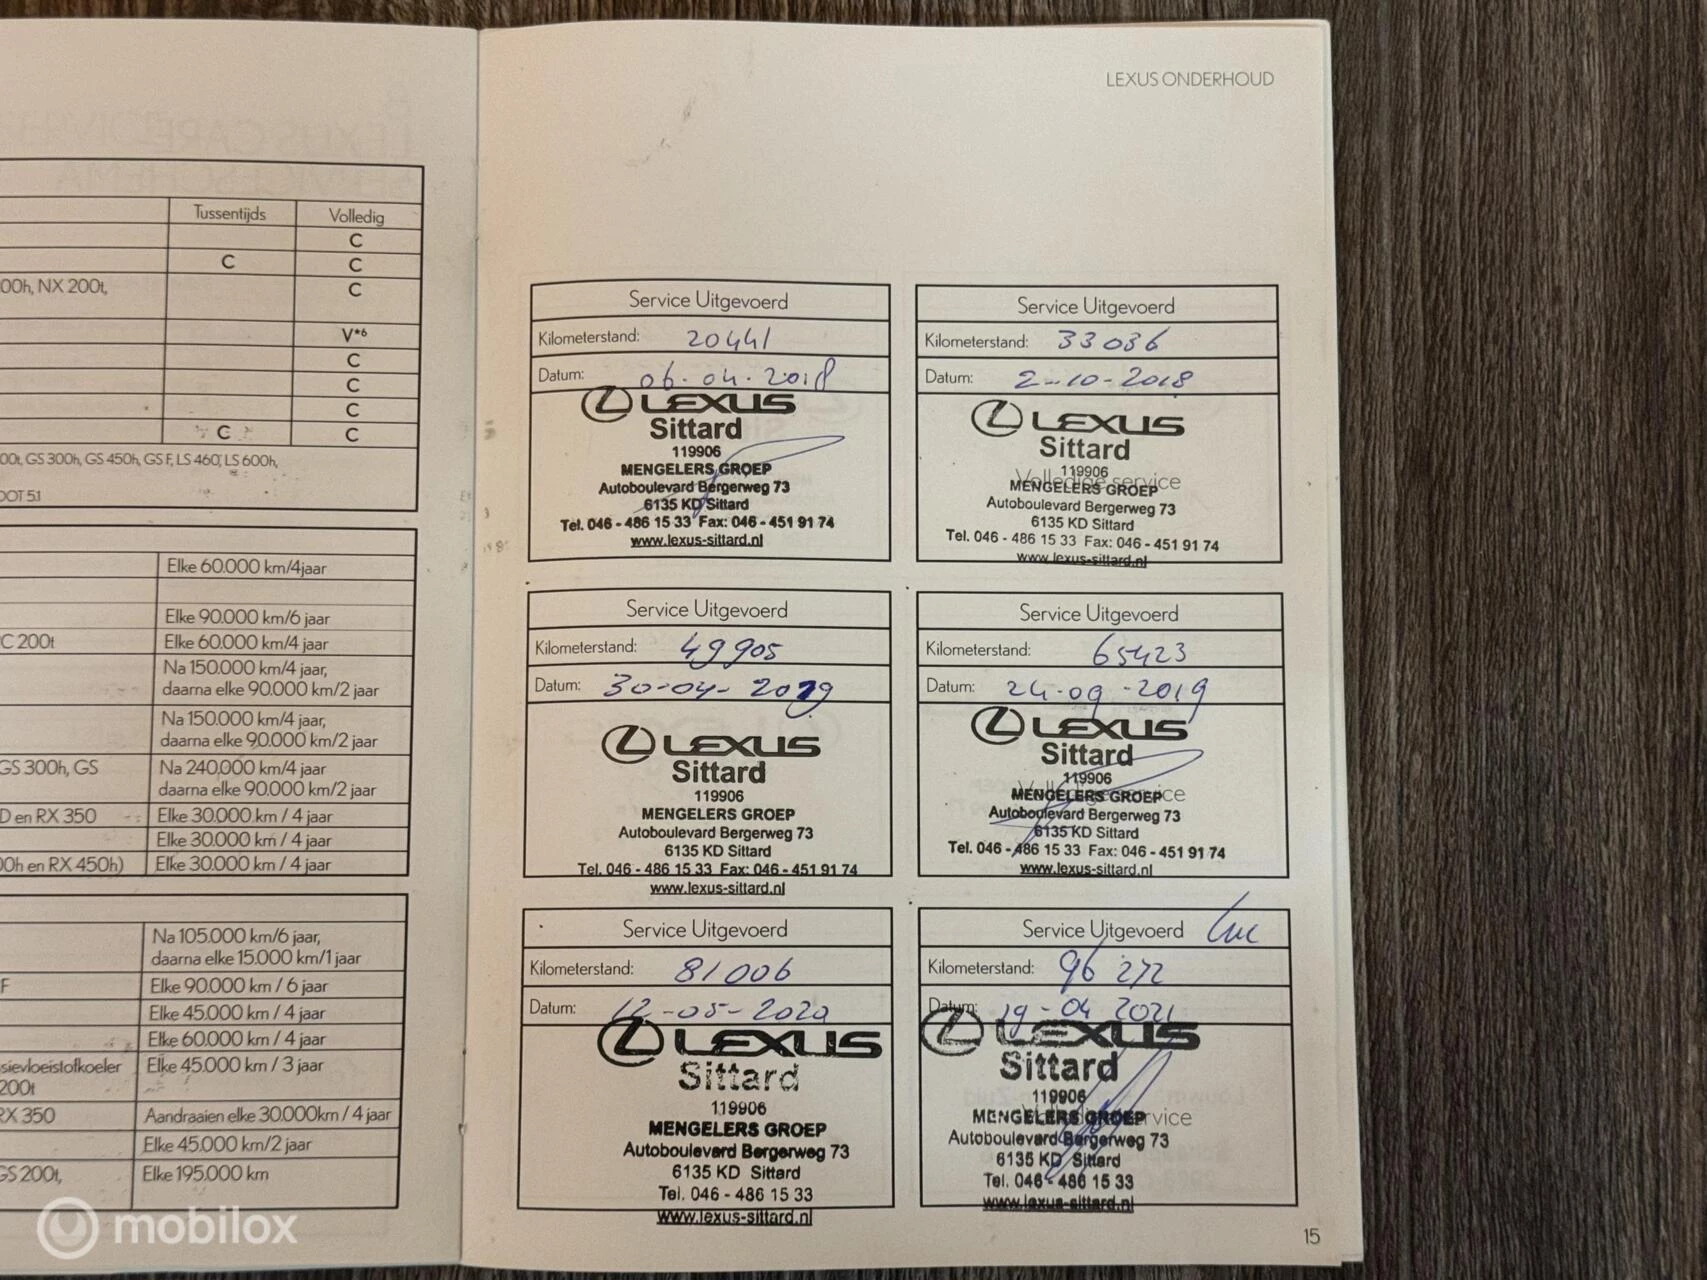 Tussentijds Volledig
C
C C
00h, NX 200t, C
V*6
C
C
C
C C
00t, GS 300h, GS 450h, GS F, LS 460, LS 600h,
DOT 5.1
Elke 60.000 km/4jaar
Elke 90.000 km/6 jaar
C 200t Elke 60.000 km/4 jaar
Na 150.000 km/4 jaar,
daarna elke 90.000 km/2 jaar
Na 150.000 km/4 jaar,
daarna elke 90.000 km/2 jaar
GS 300h, GS Na 240.000 km/4 jaar
daarna elke 90.000 km/2 jaar
D en RX 350 Elke 30.000 km / 4 jaar
Elke 30.000 km / 4 jaar
00h en RX 450h) Elke 30.000 km / 4 jaar
Na 105.000 km/6 jaar,
daarna elke 15.000 km/1 jaar
F Elke 90.000 km / 6 jaar
Elke 45.000 km / 4 jaar
Elke 60.000 km / 4 jaar
sievloeistofkoeler Elke 45.000 km / 3 jaar
200t
RX 350 Aandraaien elke 30.000km / 4 jaar
Elke 45.000 km/2 jaar
GS 200t, Elke 195.000 km
mobilox
LEXUS ONDERHOUD
Service Uitgevoerd
Kilometerstand: 20441
Datum: 06-04-2018
LEXUS
Sittard
119906
MENGELERS GROEP
Autoboulevard Bergerweg 73
6135 KD Sittard
Tel. 046 - 486 15 33 Fax: 046 - 451 91 74
www.lexus-sittard.nl
Service Uitgevoerd
Kilometerstand: 33036
Datum: 2-10-2018
LEXUS
Sittard
119906
Volledige service
MENGELERS GROEP
Autoboulevard Bergerweg 73
6135 KD Sittard
Tel. 046 - 486 15 33 Fax: 046 - 451 91 74
www.lexus-sittard.nl
Service Uitgevoerd
Kilometerstand: 49905
Datum: 30-04-2019
LEXUS
Sittard
119906
MENGELERS GROEP
Autoboulevard Bergerweg 73
6135 KD Sittard
Tel. 046 - 486 15 33 Fax: 046 - 451 91 74
www.lexus-sittard.nl
Service Uitgevoerd
Kilometerstand: 65423
Datum: 24-09-2019
LEXUS
Sittard
119906
Volledige service
MENGELERS GROEP
Autoboulevard Bergerweg 73
6135 KD Sittard
Tel. 046 - 486 15 33 Fax: 046 - 451 91 74
www.lexus-sittard.nl
Service Uitgevoerd
Kilometerstand: 81006
Datum: 12-05-2020
LEXUS
Sittard
119906
MENGELERS GROEP
Autoboulevard Bergerweg 73
6135 KD Sittard
Tel. 046 - 486 15 33
www.lexus-sittard.nl
Service Uitgevoerd
Kilometerstand: 96 272
Datum: 19-04 2021
LEXUS
Sittard
119906
Volledige service
MENGELERS GROEP
Autoboulevard Bergerweg 73
6135 KD Sittard
Tel. 046 - 486 15 33
www.lexus-sittard.nl
15